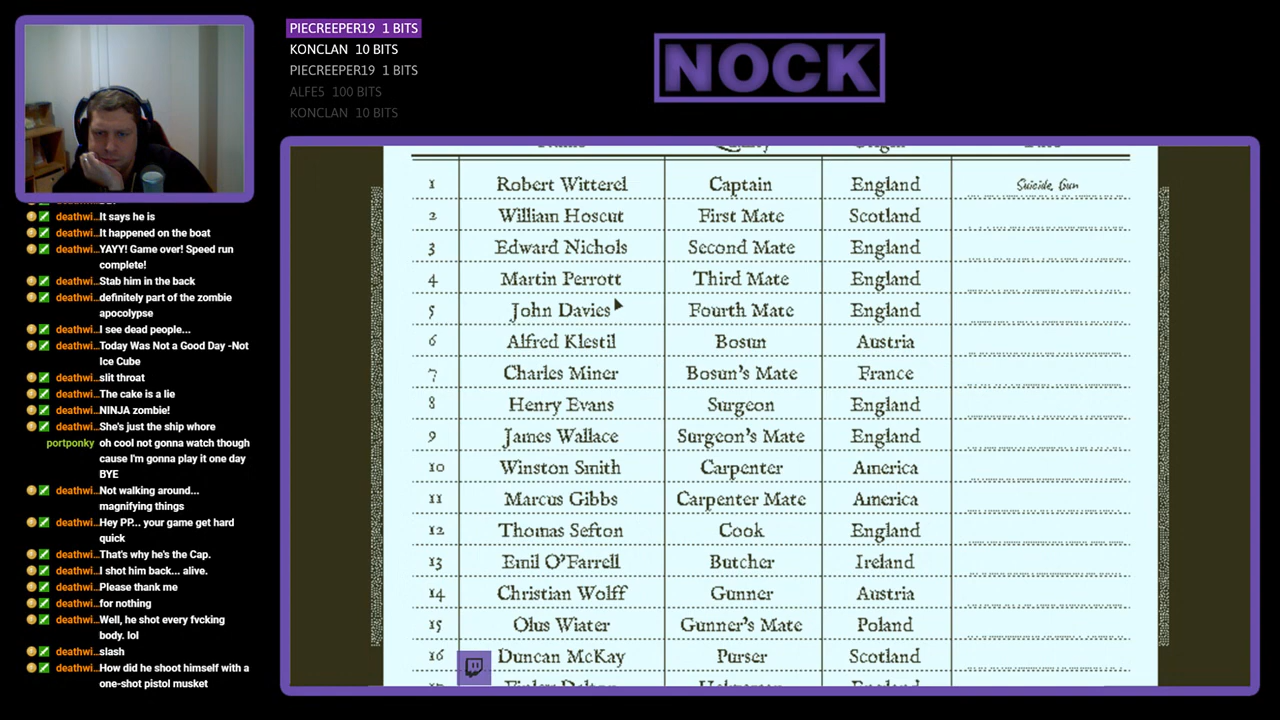 PIECREEPER19 1 BITS
KONCLAN 10 BITS
PIECREEPER19 1 BITS
ALFES 100 BITS
KONCLAN 10 BITS
NOCK
deathwi...It says he is
deathwi...It happened on the boat
deathwi...YAYY! Game over! Speed run
complete!
deathwi...Stab him in the back
deathwi...definitely part of the zombie
apocolypse
deathwi...I see dead people...
deathwi...Today Was Not a Good Day -Not
Ice Cube
deathwi...slit throat
deathwi...The cake is a lie
deathwi...NINJA zombie!
deathwi...She's just the ship whore
portponky oh cool not gonna watch though
cause I'm gonna play it one day
BYE
deathwi...Not walking around...
magnifying things
deathwi...Hey PP... your game get hard
quick
deathwi...That's why he's the Cap.
deathwi...I shot him back... alive.
deathwi...Please thank me
deathwi...for nothing
deathwi...Well, he shot every fvcking
body. lol
deathwi...slash
deathwi...How did he shoot himself with a
one-shot pistol musket
1 Robert Witterel Captain England Suicide, Gun
2 William Hoscut First Mate Scotland
3 Edward Nichols Second Mate England
4 Martin Perrott Third Mate England
5 John Davies Fourth Mate England
6 Alfred Klestil Bosun Austria
7 Charles Miner Bosun's Mate France
8 Henry Evans Surgeon England
9 James Wallace Surgeon's Mate England
10 Winston Smith Carpenter America
11 Marcus Gibbs Carpenter Mate America
12 Thomas Sefton Cook England
13 Emil O'Farrell Butcher Ireland
14 Christian Wolff Gunner Austria
15 Olus Wiater Gunner's Mate Poland
16 Duncan McKay Purser Scotland